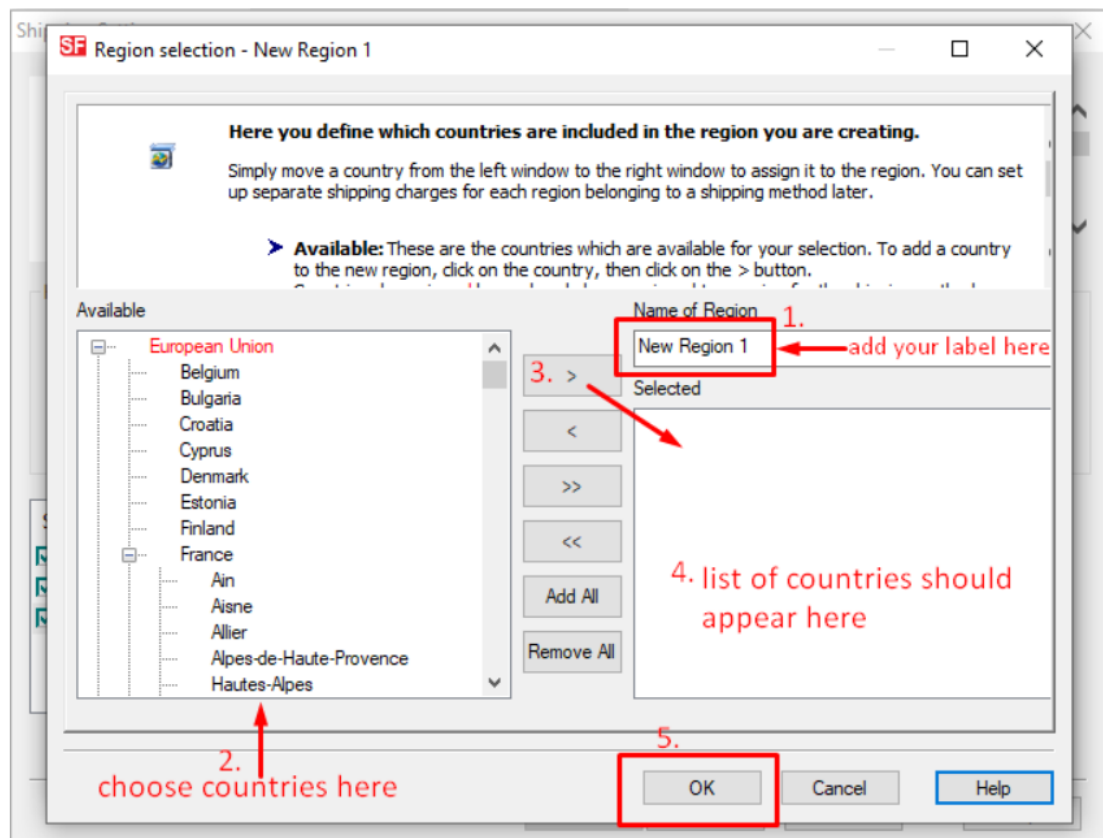 Shi
SF Region selection - New Region 1
Here you define which countries are included in the region you are creating.
Simply move a country from the left window to the right window to assign it to the region. You can set
up separate shipping charges for each region belonging to a shipping method later.
Available: These are the countries which are available for your selection. To add a country
to the new region, click on the country, then click on the > button.
Available
Name of Region
1.
European Union
New Region 1
add your label here
Belgium
3. >
Selected
Bulgaria
Croatia
<
Cyprus
Denmark
>>
Estonia
Finland
<<
France
Ain
4. list of countries should
Add All
Aisne
appear here
Allier
Alpes-de-Haute-Provence
Remove All
Hautes-Alpes
2.
choose countries here
5.
OK
Cancel
Help